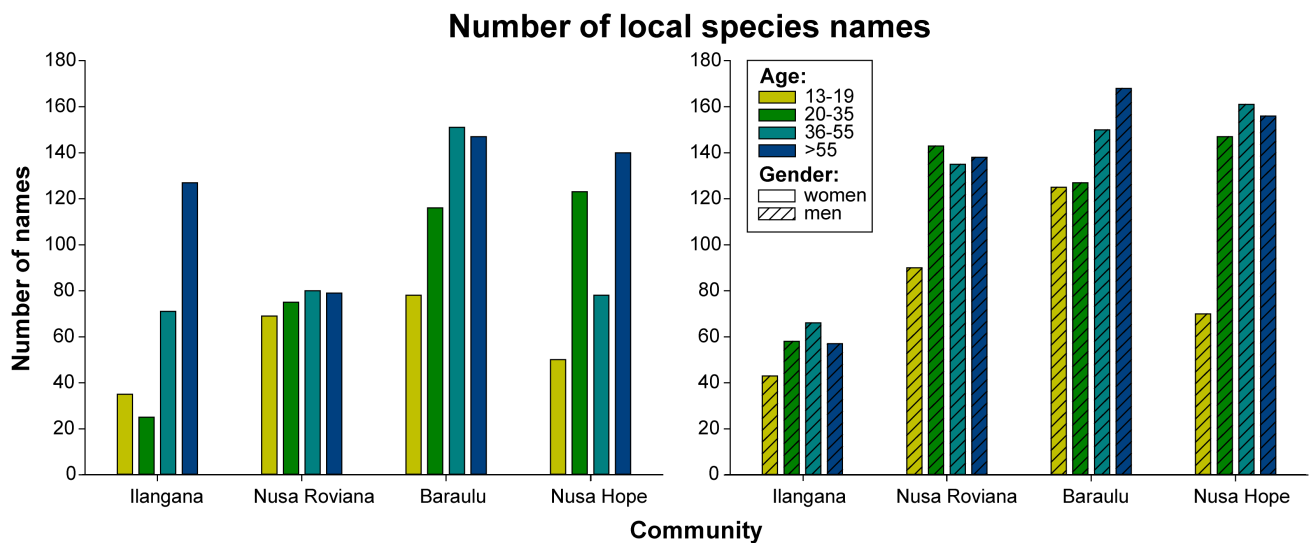 Number of local species names
Number of names
180
160
140
120
100
80
60
40
20
0
Ilangana Nusa Roviana Baraulu Nusa Hope
180
160
140
120
100
80
60
40
20
0
Age:
13-19
20-35
36-55
>55
Gender:
women
men
Ilangana Nusa Roviana Baraulu Nusa Hope
Community